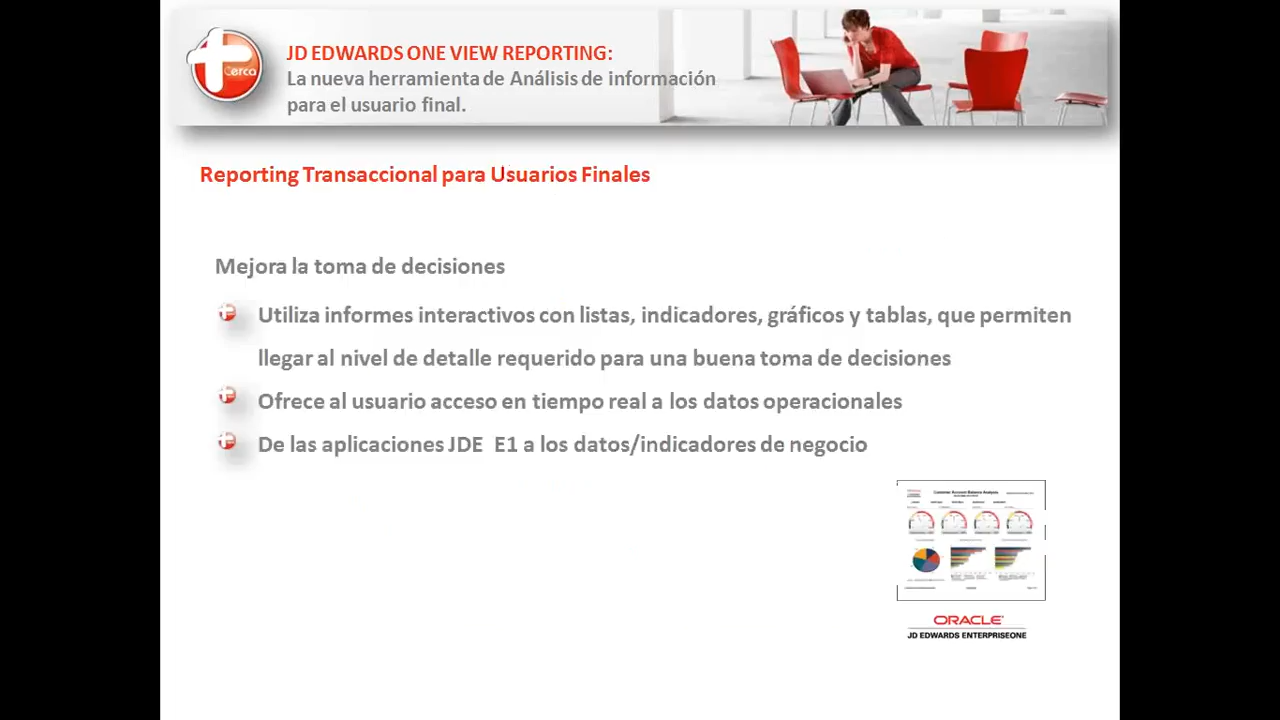 Cerca
JD EDWARDS ONE VIEW REPORTING:
La nueva herramienta de Análisis de información
para el usuario final.
Reporting Transaccional para Usuarios Finales
Mejora la toma de decisiones
Utiliza informes interactivos con listas, indicadores, gráficos y tablas, que permiten
llegar al nivel de detalle requerido para una buena toma de decisiones
Ofrece al usuario acceso en tiempo real a los datos operacionales
De las aplicaciones JDE E1 a los datos/indicadores de negocio
Customer Account Balance Analysis
ORACLE
JD EDWARDS ENTERPRISEONE